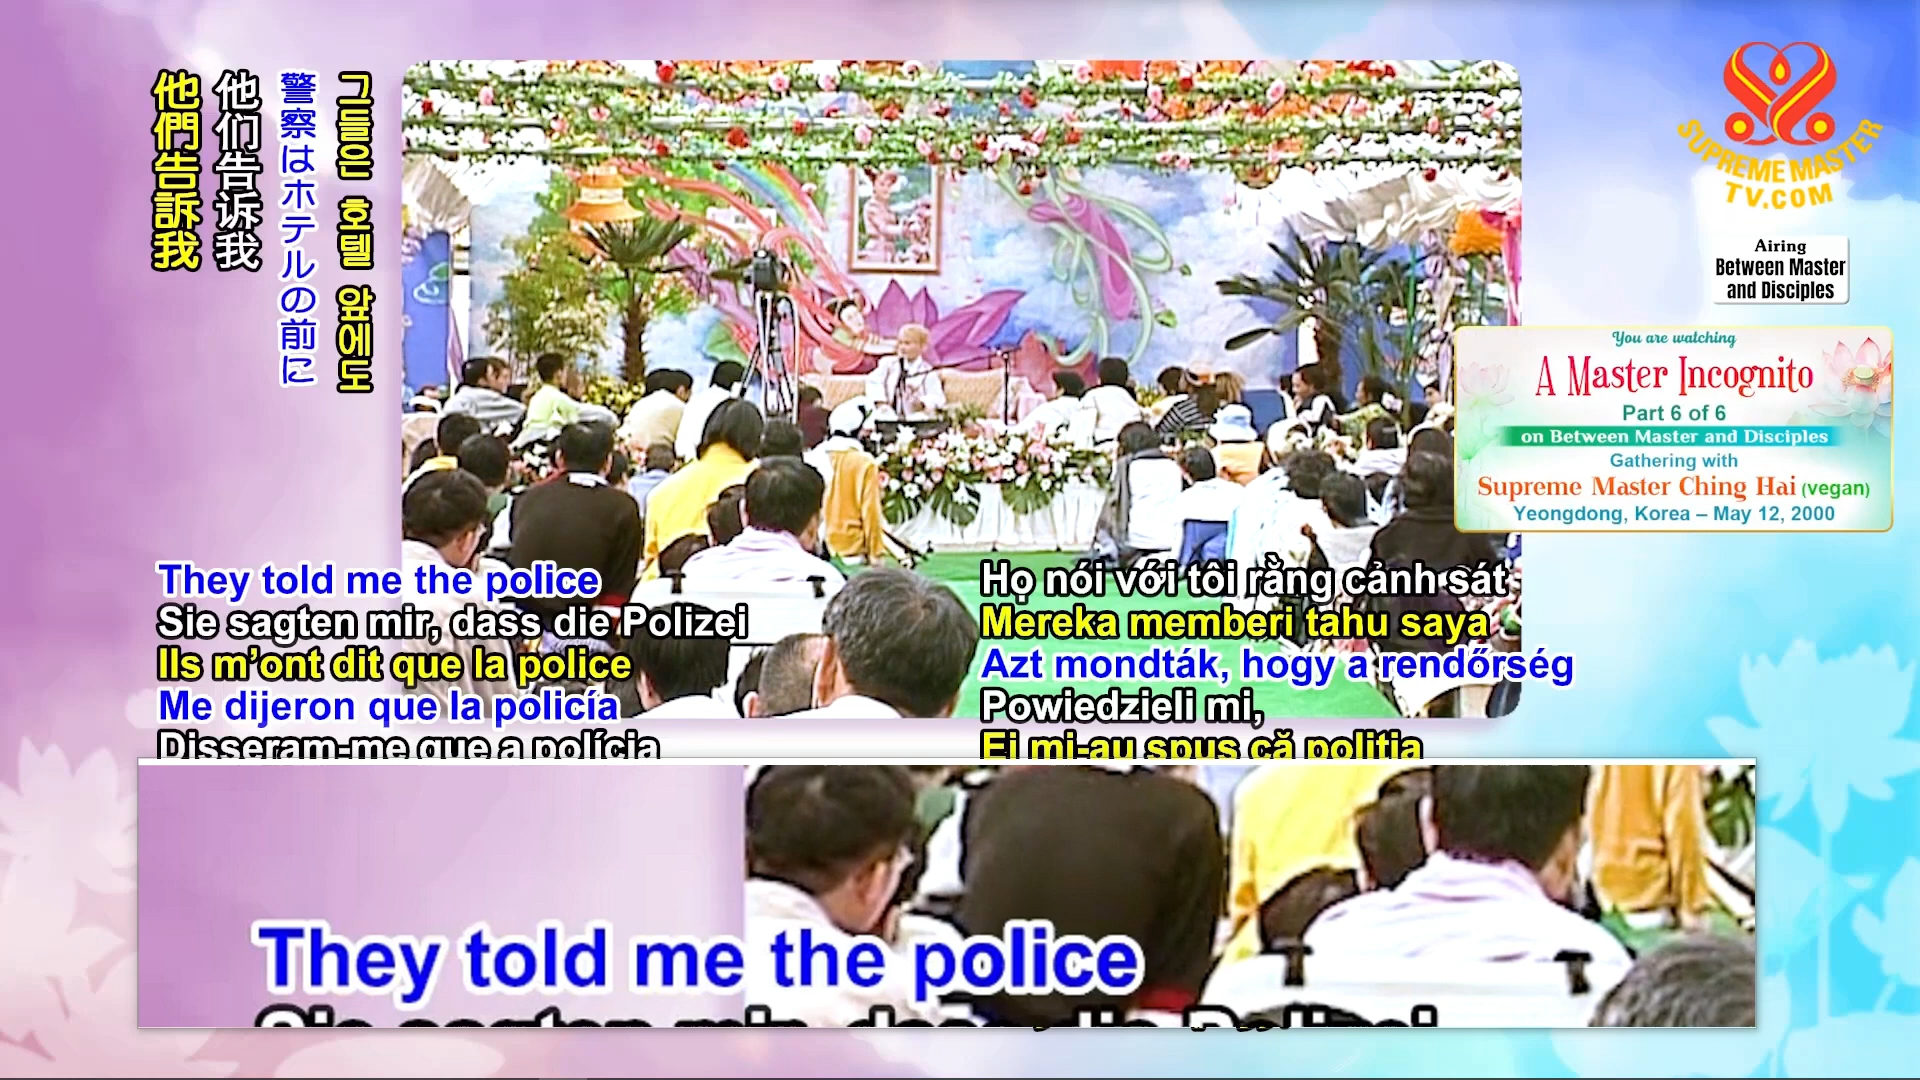 他們告訴我
他们告诉我
警察はホテルの前に
그들은 호텔 앞에도
SUPREME MASTER
TV.COM
Airing
Between Master
and Disciples
You are watching
A Master Incognito
Part 6 of 6
on Between Master and Disciples
Gathering with
Supreme Master Ching Hai (vegan)
Yeongdong, Korea – May 12, 2000
They told me the police
Sie sagten mir, dass die Polizei
Ils m’ont dit que la police
Me dijeron que la policía
Disseram-me que a polícia
Họ nói với tôi rằng cảnh sát
Mereka memberi tahu saya
Azt mondták, hogy a rendőrség
Powiedzieli mi,
Ei mi-au spus că poliția
They told me the police
Sie sagten mir, dass die Polizei